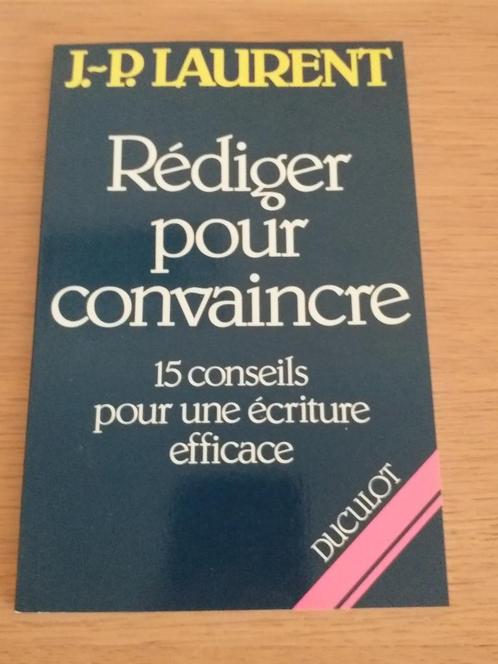 J.-P. LAURENT
Rédiger
pour
convaincre
15 conseils
pour une écriture
efficace
DUCULOT